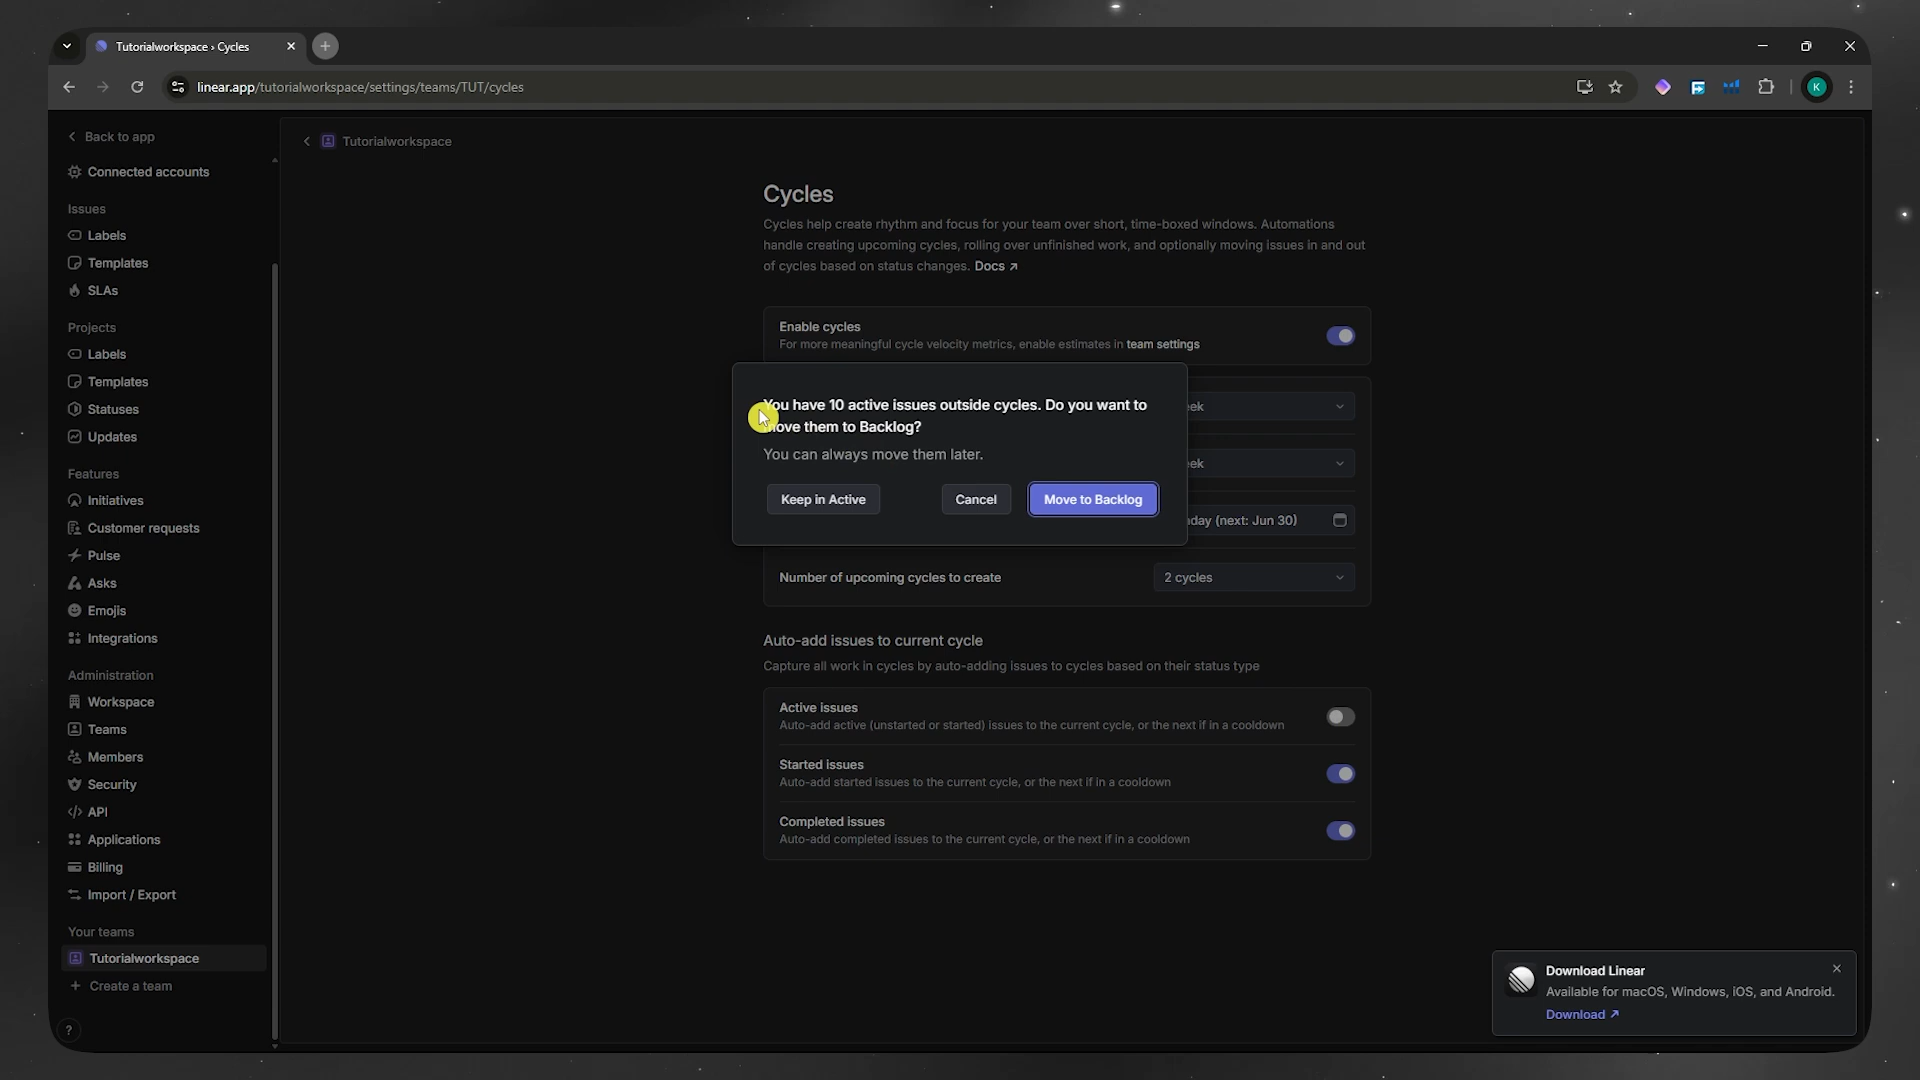 Tutorialworkspace › Cycles
linear.app/tutorialworkspace/settings/teams/TUT/cycles
K
Back to app
Connected accounts
Issues
Labels
Templates
SLAs
Projects
Labels
Templates
Statuses
Updates
Features
Initiatives
Customer requests
Pulse
Asks
Emojis
Integrations
Administration
Workspace
Teams
Members
Security
API
Applications
Billing
Import / Export
Your teams
Tutorialworkspace
Create a team
?
Tutorialworkspace
Cycles
Cycles help create rhythm and focus for your team over short, time-boxed windows. Automations
handle creating upcoming cycles, rolling over unfinished work, and optionally moving issues in and out
of cycles based on status changes. Docs ↗
Enable cycles
For more meaningful cycle velocity metrics, enable estimates in team settings
You have 10 active issues outside cycles. Do you want to
move them to Backlog?
You can always move them later.
Keep in Active
Cancel
Move to Backlog
(next: Jun 30)
Number of upcoming cycles to create
2 cycles
Auto-add issues to current cycle
Capture all work in cycles by auto-adding issues to cycles based on their status type
Active issues
Auto-add active (unstarted or started) issues to the current cycle, or the next if in a cooldown
Started issues
Auto-add started issues to the current cycle, or the next if in a cooldown
Completed issues
Auto-add completed issues to the current cycle, or the next if in a cooldown
Download Linear
Available for macOS, Windows, iOS, and Android.
Download ↗